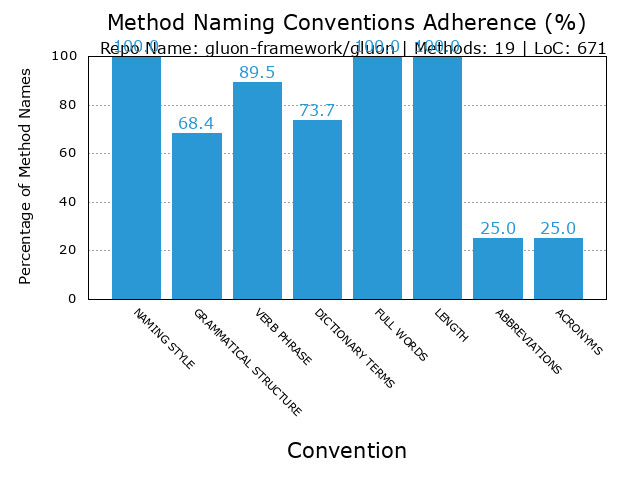 Method Naming Conventions Adherence (%)
Repo Name: gluon-framework/gluon | Methods: 19 | LoC: 671
Percentage of Method Names
100
80
60
40
20
0
100.0
68.4
89.5
73.7
100.0
100.0
25.0
25.0
NAMING STYLE
GRAMMATICAL STRUCTURE
VERB PHRASE
DICTIONARY TERMS
FULL WORDS
LENGTH
ABBREVIATIONS
ACRONYMS
Convention